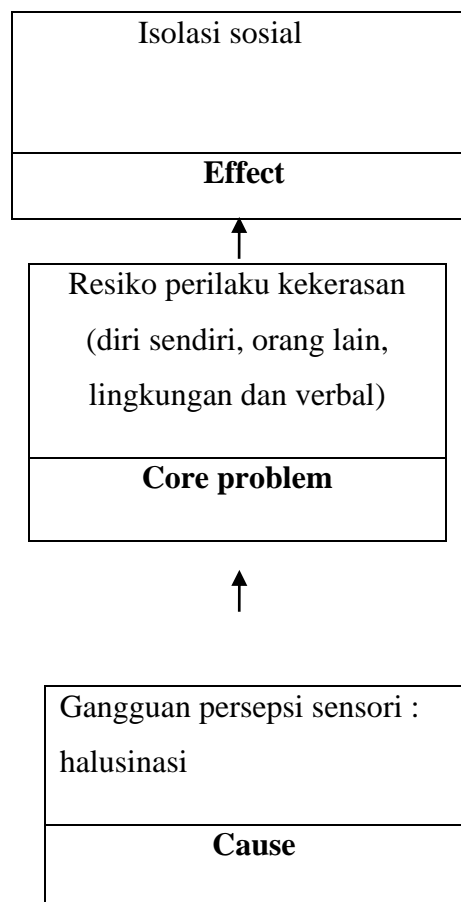 Isolasi sosial
Effect
Resiko perilaku kekerasan
(diri sendiri, orang lain,
lingkungan dan verbal)
Core problem
Gangguan persepsi sensori :
halusinasi
Cause